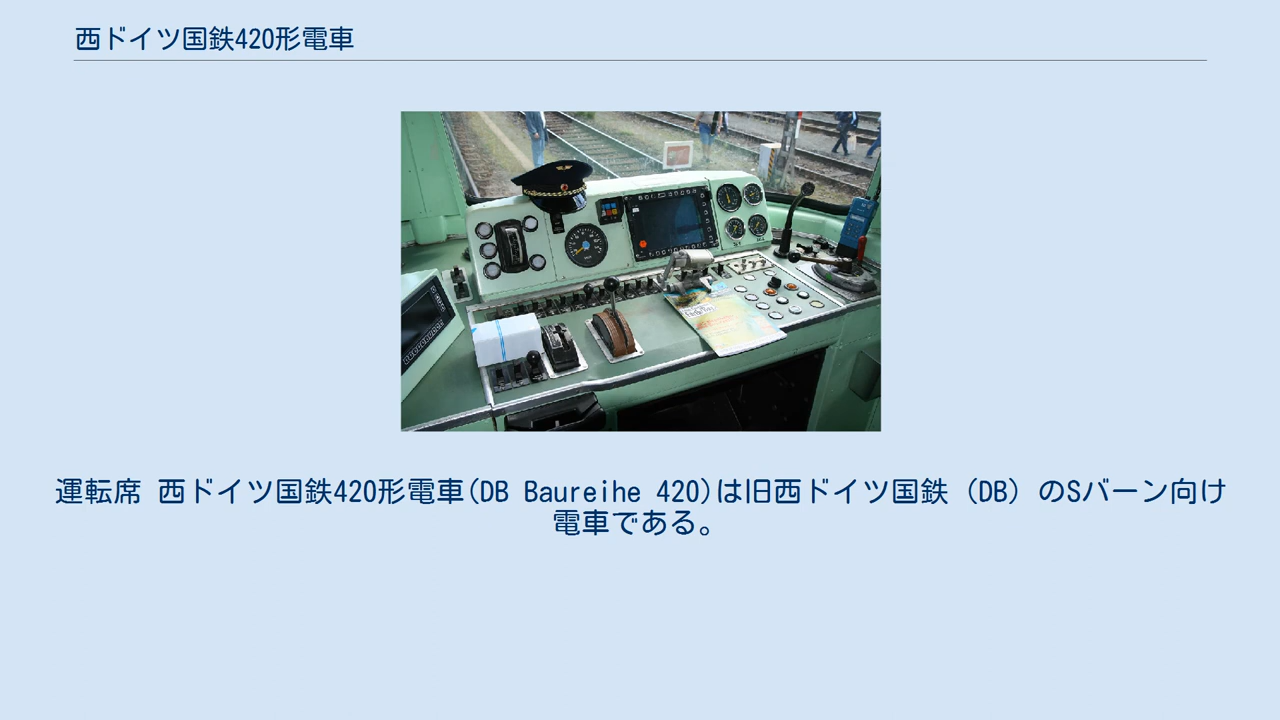 西ドイツ国鉄420形電車
運転席 西ドイツ国鉄420形電車(DB Baureihe 420)は旧西ドイツ国鉄（DB）のSバーン向け
電車である。